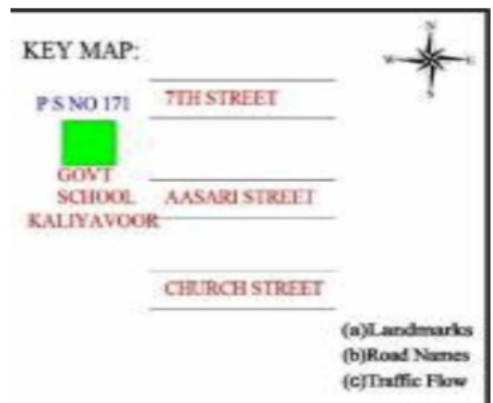 N
KEY MAP:
W E
S
P S NO 171
7TH STREET
GOVT
SCHOOL
KALIYAVOOR
AASARI STREET
CHURCH STREET
(a)Landmarks
(b)Road Names
(c)Traffic Flow